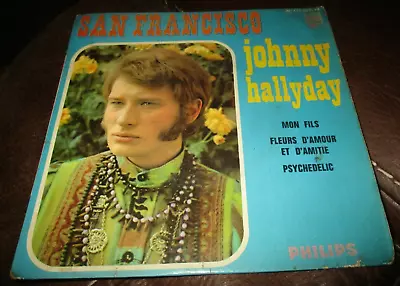 SAN FRANCISCO
johnny
hallyday
MON FILS
FLEURS D'AMOUR
ET D'AMITIE
PSYCHEDELIC
PHILIPS